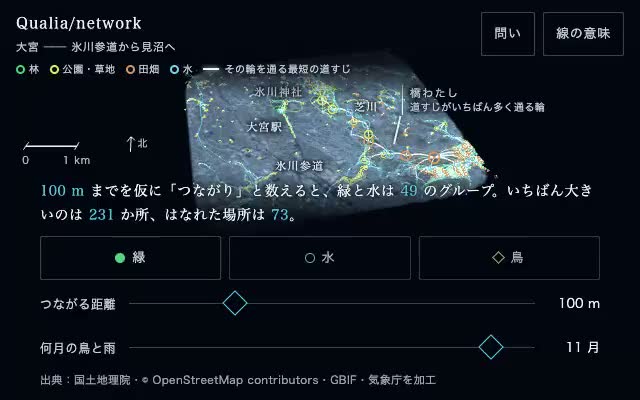 Qualia/network
問い
線の意味
大宮 ── 氷川参道から見沼へ
林
公園・草地
田畑
水
その輪を通る最短の道すじ
氷川神社
芝川
橋わたし
道すじがいちばん多く通る輪
大宮駅
北
0
1 km
氷川参道
100 m までを仮に「つながり」と数えると、緑と水は 49 のグループ。いちばん大き
いのは 231 か所、はなれた場所は 73。
緑
水
鳥
つながる距離
100 m
何月の鳥と雨
11 月
出典：国土地理院・© OpenStreetMap contributors・GBIF・気象庁を加工